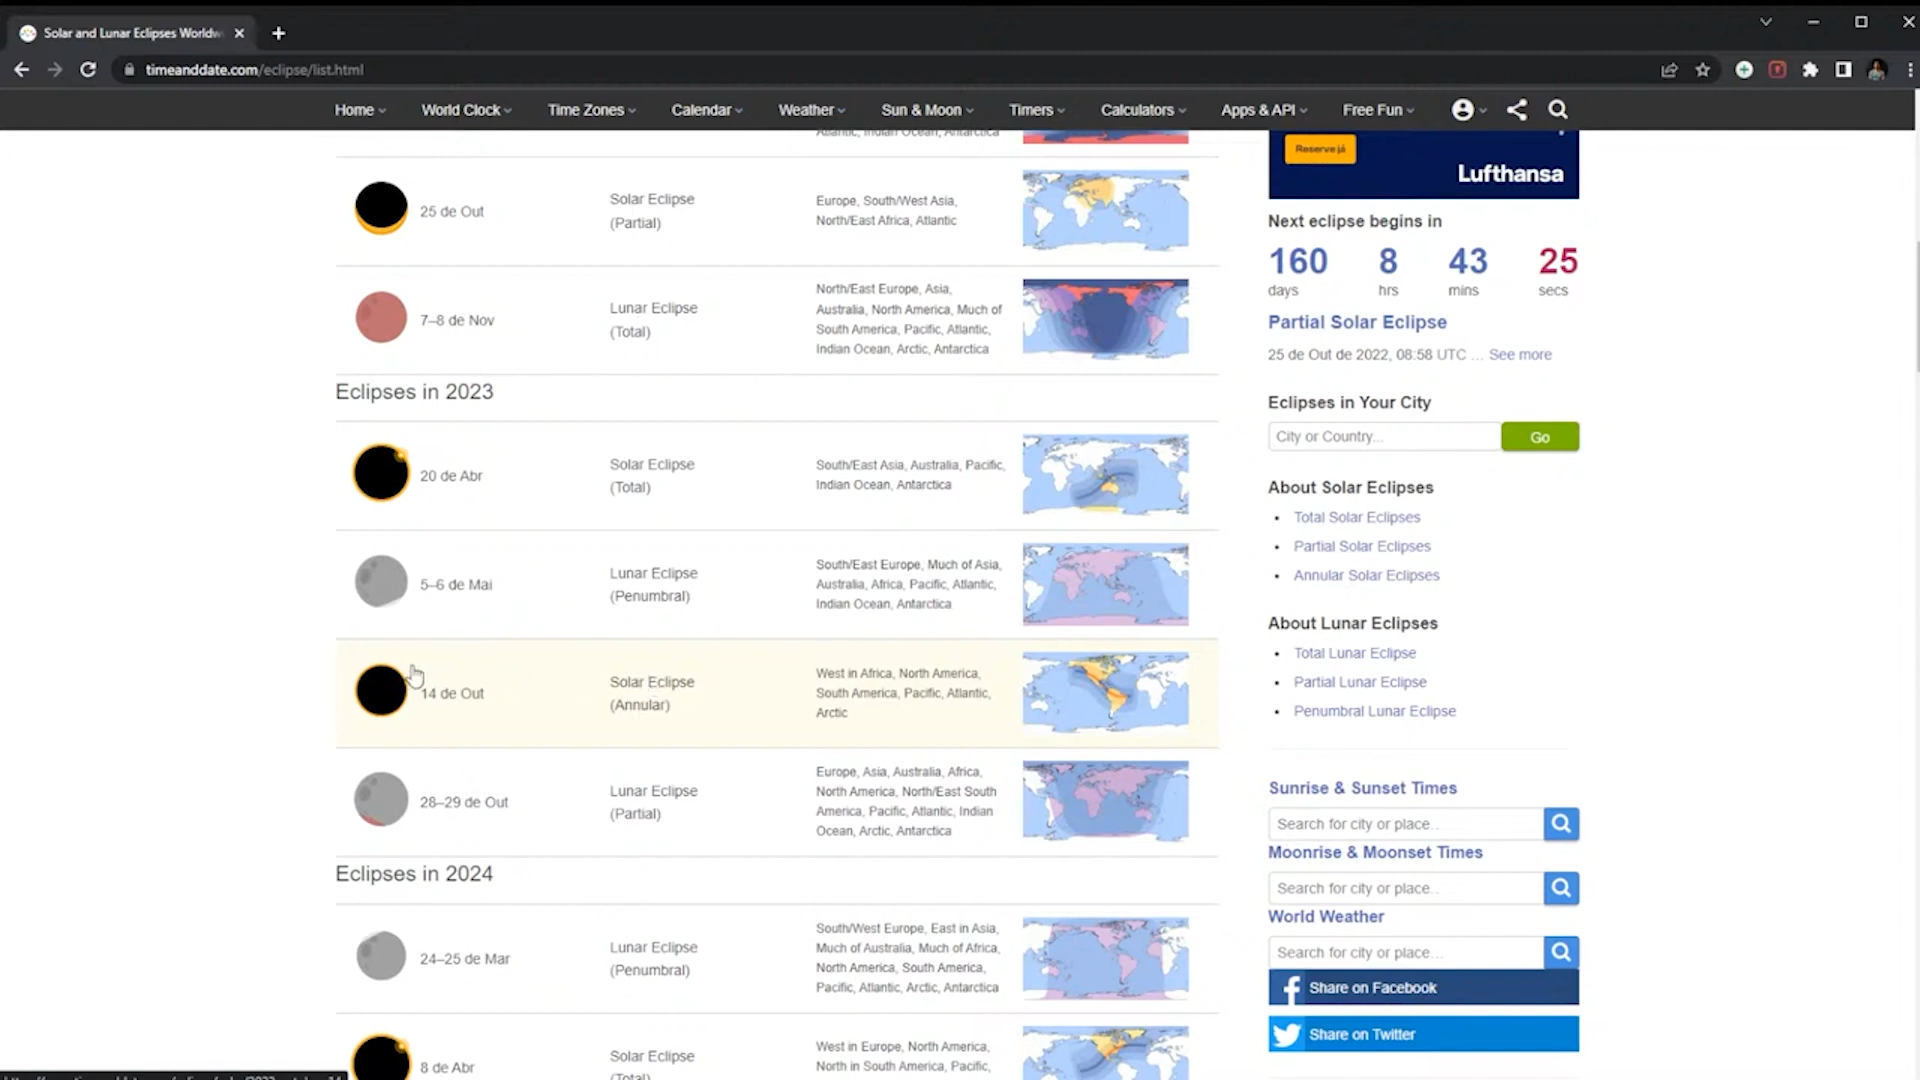 Solar and Lunar Eclipses Worldw
timeanddate.com/eclipse/list.html
Home
World Clock
Time Zones
Calendar
Weather
Sun & Moon
Timers
Calculators
Apps & API
Free Fun
Atlantic, Indian Ocean, Antarctica
25 de Out
Solar Eclipse
(Partial)
Europe, South/West Asia,
North/East Africa, Atlantic
7–8 de Nov
Lunar Eclipse
(Total)
North/East Europe, Asia,
Australia, North America, Much of
South America, Pacific, Atlantic,
Indian Ocean, Arctic, Antarctica
Eclipses in 2023
20 de Abr
Solar Eclipse
(Total)
South/East Asia, Australia, Pacific,
Indian Ocean, Antarctica
5–6 de Mai
Lunar Eclipse
(Penumbral)
South/East Europe, Much of Asia,
Australia, Africa, Pacific, Atlantic,
Indian Ocean, Antarctica
14 de Out
Solar Eclipse
(Annular)
West in Africa, North America,
South America, Pacific, Atlantic,
Arctic
28–29 de Out
Lunar Eclipse
(Partial)
Europe, Asia, Australia, Africa,
North America, North/East South
America, Pacific, Atlantic, Indian
Ocean, Arctic, Antarctica
Eclipses in 2024
24–25 de Mar
Lunar Eclipse
(Penumbral)
South/West Europe, East in Asia,
Much of Australia, Much of Africa,
North America, South America,
Pacific, Atlantic, Arctic, Antarctica
8 de Abr
Solar Eclipse
(Total)
West in Europe, North America,
North in South America, Pacific,
Reserve já
Lufthansa
Next eclipse begins in
160 8 43 25
days hrs mins secs
Partial Solar Eclipse
25 de Out de 2022, 08:58 UTC ... See more
Eclipses in Your City
City or Country...
Go
About Solar Eclipses
• Total Solar Eclipses
• Partial Solar Eclipses
• Annular Solar Eclipses
About Lunar Eclipses
• Total Lunar Eclipse
• Partial Lunar Eclipse
• Penumbral Lunar Eclipse
Sunrise & Sunset Times
Search for city or place...
Moonrise & Moonset Times
Search for city or place...
World Weather
Search for city or place...
Share on Facebook
Share on Twitter